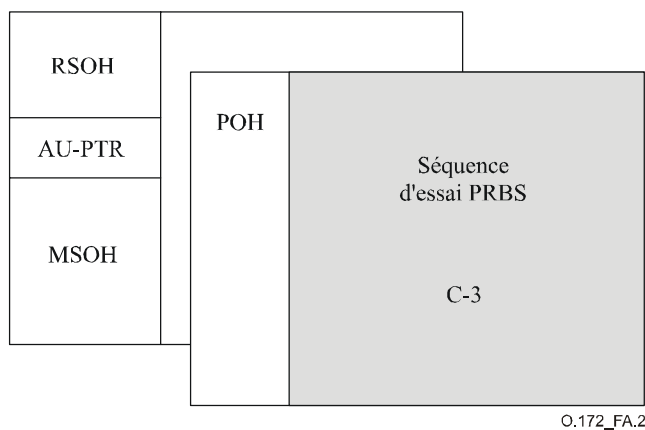 RSOH
AU-PTR
MSOH
POH
Séquence
d'essai PRBS
C-3
O.172_FA.2